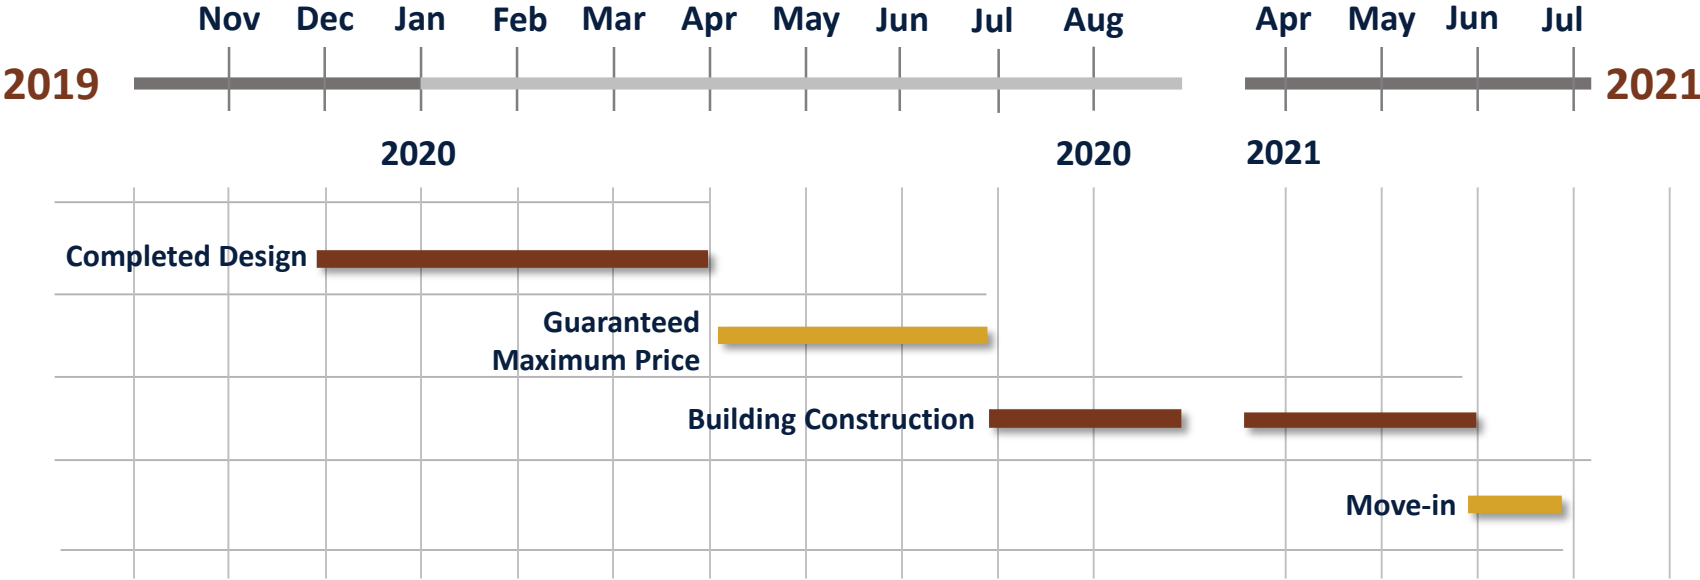 Nov Dec Jan Feb Mar Apr May Jun Jul Aug Apr May Jun Jul
2019 2021
2020 2020 2021
Completed Design
Guaranteed
Maximum Price
Building Construction
Move-in